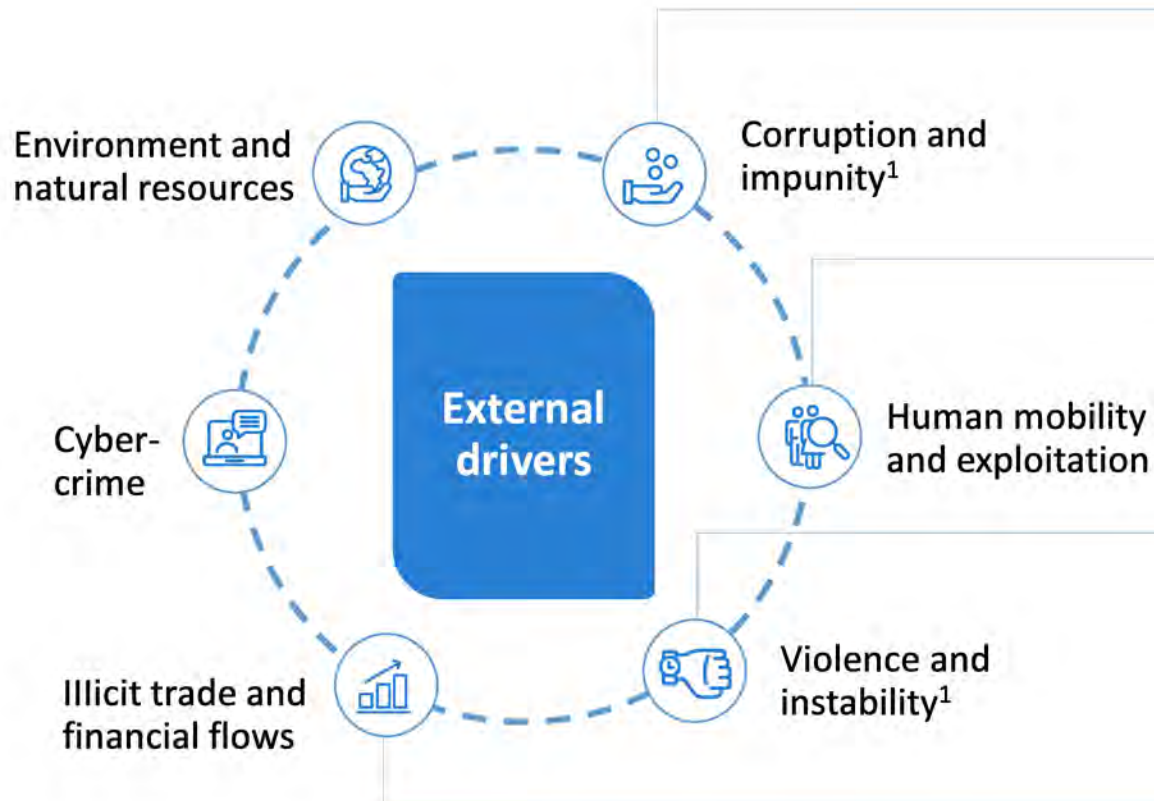 Environment and
natural resources
Corruption and
impunity¹
Cyber-
crime
External
drivers
Human mobility
and exploitation
Illicit trade and
financial flows
Violence and
instability¹